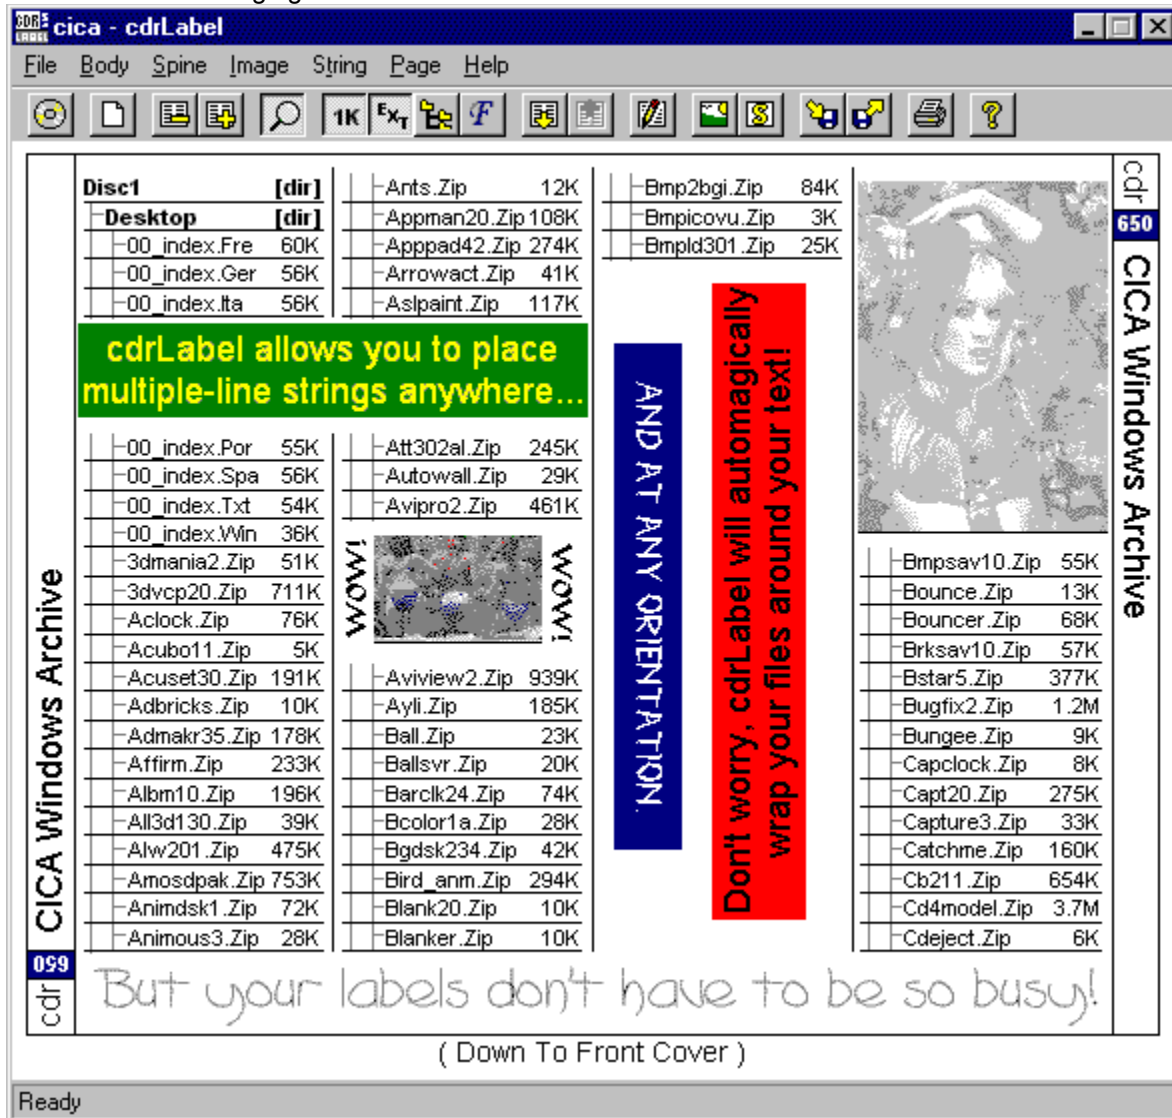 cica - cdrLabel
File Body Spine Image String Page Help
1K EXT F S ?
cdr 650 CICA Windows Archive
Disc1 [dir]
Desktop [dir]
00_index.Fre 60K
00_index.Ger 56K
00_index.Ita 56K
cdrLabel allows you to place
multiple-line strings anywhere...
00_index.Por 55K
00_index.Spa 56K
00_index.Txt 54K
00_index.Win 36K
3dmania2.Zip 51K
3dvcp20.Zip 711K
Aclock.Zip 76K
Acubo11.Zip 5K
Acuset30.Zip 191K
Adbricks.Zip 10K
Admakr35.Zip 178K
Affirm.Zip 233K
Albm10.Zip 196K
All3d130.Zip 39K
Alw201.Zip 475K
Amosdpak.Zip 753K
Animdsk1.Zip 72K
Animous3.Zip 28K
Ants.Zip 12K
Appman20.Zip 108K
Apppad42.Zip 274K
Arrowact.Zip 41K
Aslpaint.Zip 117K
Att302al.Zip 245K
Autowall.Zip 29K
Avipro2.Zip 461K
WOW!
WOW!
Aviview2.Zip 939K
Ayli.Zip 185K
Ball.Zip 23K
Ballsvr.Zip 20K
Barclk24.Zip 74K
Bcolor1a.Zip 28K
Bgdsk234.Zip 42K
Bird_anm.Zip 294K
Blank20.Zip 10K
Blanker.Zip 10K
Bmp2bgi.Zip 84K
Bmpicovu.Zip 3K
Bmpld301.Zip 25K
AND AT ANY ORIENTATION.
Don't worry, cdrLabel will automagically
wrap your files around your text!
Bmpsav10.Zip 55K
Bounce.Zip 13K
Bouncer.Zip 68K
Brksav10.Zip 57K
Bstar5.Zip 377K
Bugfix2.Zip 1.2M
Bungee.Zip 9K
Capclock.Zip 8K
Capt20.Zip 275K
Capture3.Zip 33K
Catchme.Zip 160K
Cb211.Zip 654K
Cd4model.Zip 3.7M
Cdeject.Zip 6K
cdr 650 CICA Windows Archive
But your labels don't have to be so busy!
( Down To Front Cover )
Ready